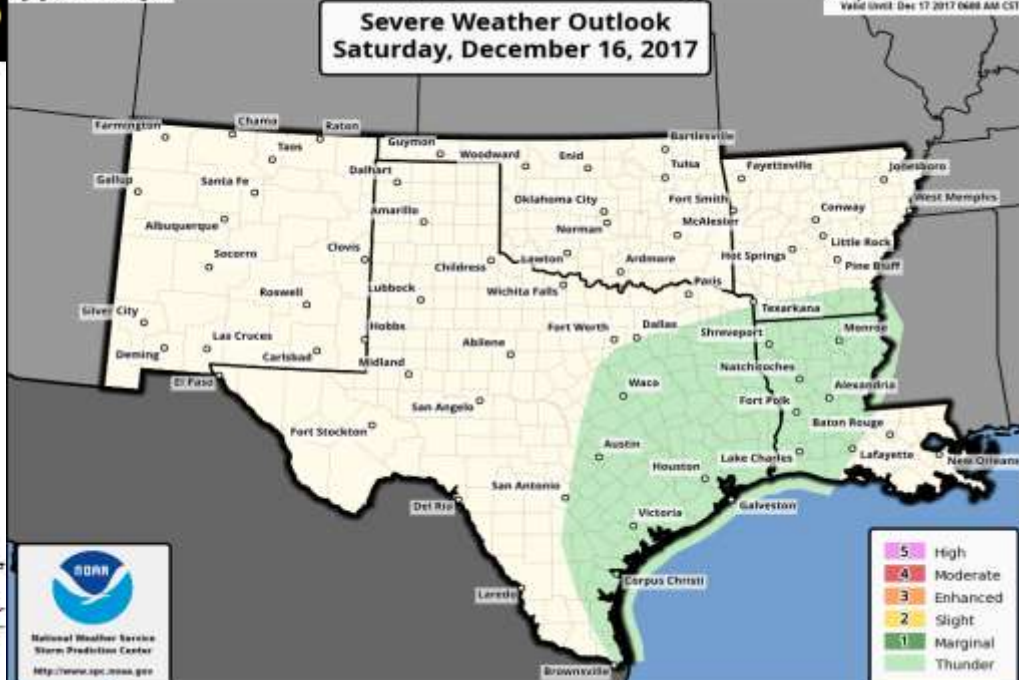 Valid Until: Dec 17 2017 0600 AM CST
Severe Weather Outlook
Saturday, December 16, 2017
Farmington
Chama
Raton
Guymon
Bartlesville
Taos
Woodward
Enid
Tulsa
Fayetteville
Jonesboro
Gallup
Santa Fe
Dalhart
Oklahoma City
Fort Smith
West Memphis
Albuquerque
Amarillo
Norman
McAlester
Conway
Socorro
Clovis
Childress
Lawton
Ardmore
Hot Springs
Little Rock
Pine Bluff
Roswell
Lubbock
Wichita Falls
Paris
Texarkana
Silver City
Las Cruces
Hobbs
Fort Worth
Dallas
Shreveport
Monroe
Deming
Carlsbad
Midland
Abilene
Natchitoches
El Paso
San Angelo
Waco
Fort Polk
Alexandria
Fort Stockton
Austin
Baton Rouge
Houston
Lake Charles
Lafayette
New Orleans
Del Rio
San Antonio
Victoria
Galveston
Laredo
Corpus Christi
Brownsville
NOAA
National Weather Service
Storm Prediction Center
http://www.spc.noaa.gov
5 High
4 Moderate
3 Enhanced
2 Slight
1 Marginal
Thunder